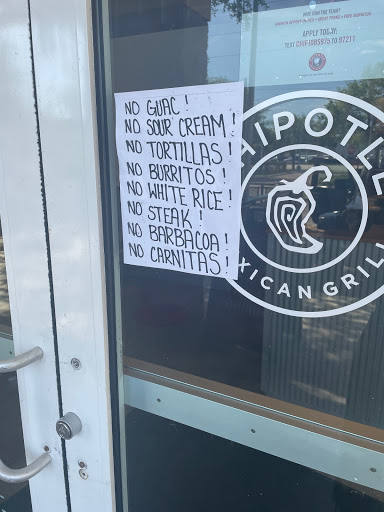 APPLY TODAY:
NO GUAC !
NO SOUR CREAM !
NO TORTILLAS !
NO BURRITOS !
NO WHITE RICE !
NO STEAK !
NO BARBACOA !
NO CARNITAS !
HIPOTLE
XICAN GRIL